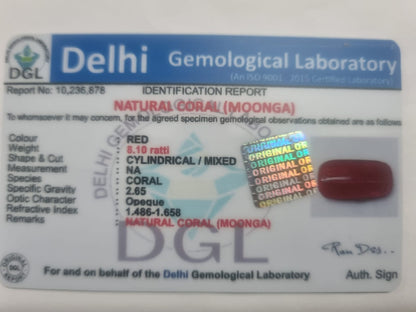 DGL
Delhi Gemological Laboratory
(An ISO 9001 : 2015 Certified Laboratory)
Report No: 10,236,678 IDENTIFICATION REPORT
NATURAL CORAL (MOONGA)
To whomsoever it may concern, for the agreed specimen gemological observations obtained are as follows
Colour RED
Weight 8.10 ratti
Shape & Cut CYLINDRICAL / MIXED
Measurement NA
Species CORAL
Specific Gravity 2.65
Optic Character Opaque
Refractive Index 1.486-1.658
Result NATURAL CORAL (MOONGA)
ORIGINAL
DGL
For and on behalf of the Delhi Gemological Laboratory
Auth. Sign